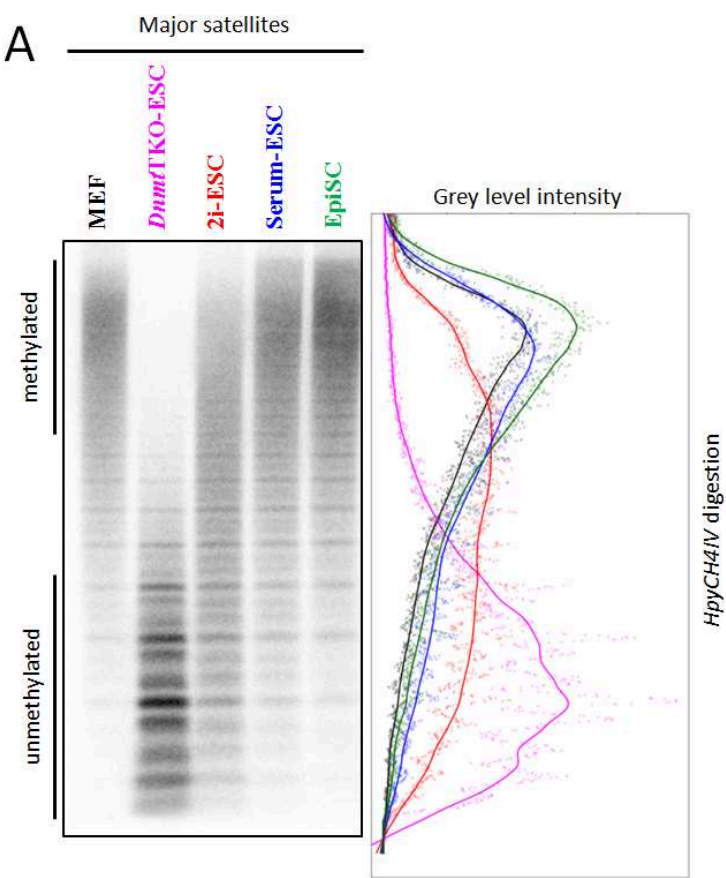 A
Major satellites
MEF
DnmtTKO-ESC
2i-ESC
Serum-ESC
EpiSC
Grey level intensity
methylated
unmethylated
HpyCH4IV digestion